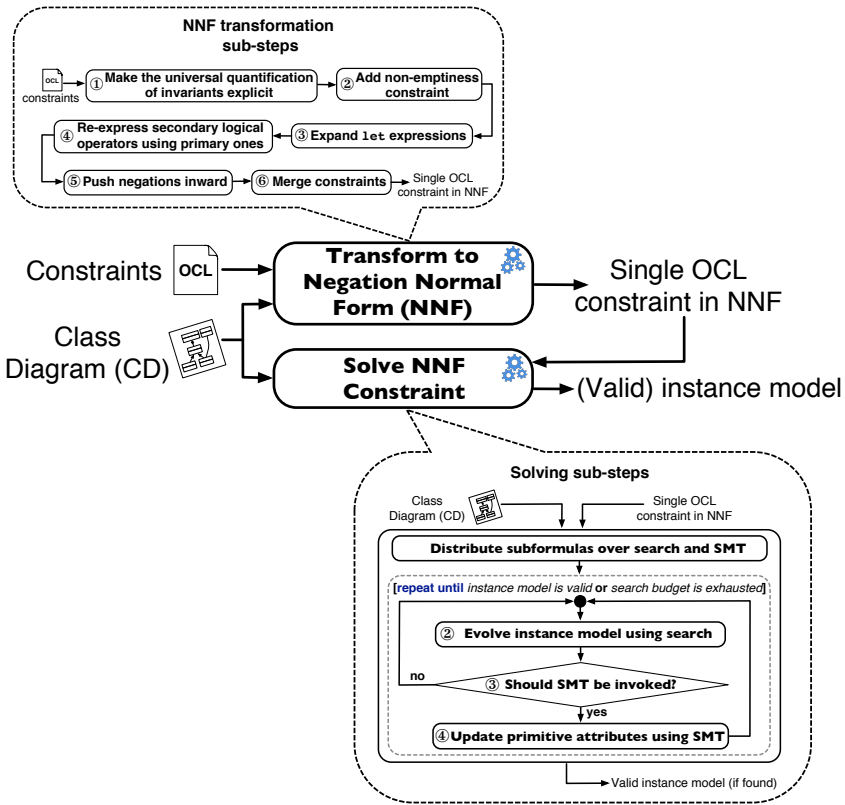 NNF transformation
sub-steps
OCL
constraints
① Make the universal quantification
of invariants explicit
② Add non-emptiness
constraint
④ Re-express secondary logical
operators using primary ones
③ Expand let expressions
⑤ Push negations inward
⑥ Merge constraints
Single OCL
constraint in NNF
Constraints
OCL
Transform to
Negation Normal
Form (NNF)
Single OCL
constraint in NNF
Class
Diagram (CD)
Solve NNF
Constraint
(Valid) instance model
Solving sub-steps
Class
Diagram (CD)
Single OCL
constraint in NNF
Distribute subformulas over search and SMT
[repeat until instance model is valid or search budget is exhausted]
② Evolve instance model using search
no
③ Should SMT be invoked?
yes
④ Update primitive attributes using SMT
Valid instance model (if found)